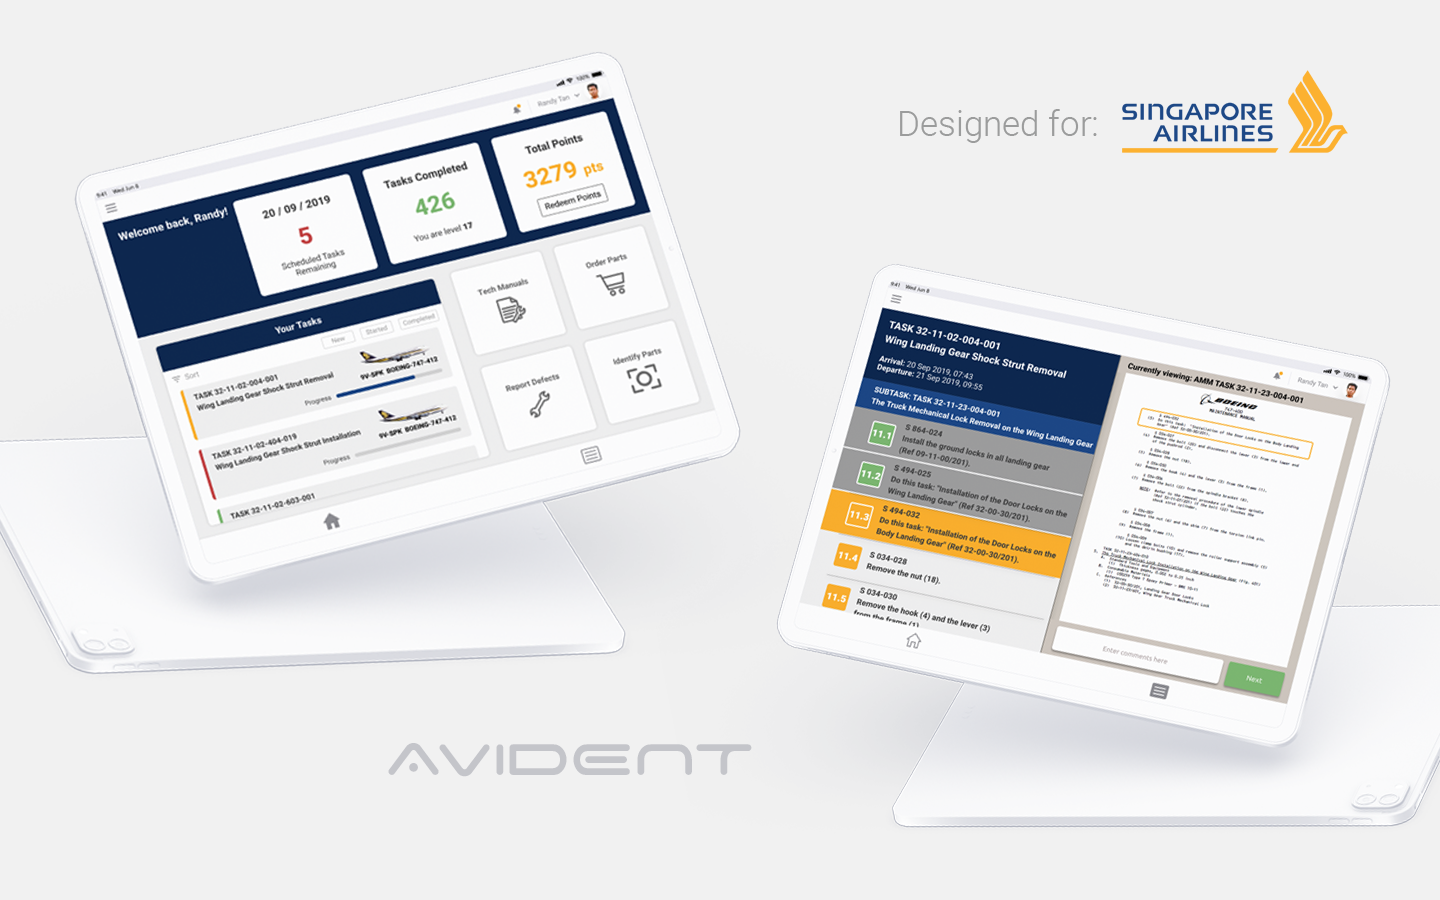 Designed for:
SINGAPORE
AIRLINES
9:41 Wed Jun 8
100%
Randy Tan
Welcome back, Randy!
20 / 09 / 2019
5
Scheduled Tasks
Remaining
Tasks Completed
426
You are level 17
Total Points
3279 pts
Redeem Points
Your Tasks
New
Started
Completed
Sort
TASK 32-11-02-004-001
Wing Landing Gear Shock Strut Removal
9V-SPK BOEING-747-412
Progress
TASK 32-11-02-404-019
Wing Landing Gear Shock Strut Installation
9V-SPK BOEING-747-412
Progress
TASK 32-11-02-603-001
Tech Manuals
Order Parts
Report Defects
Identify Parts
9:41 Wed Jun 8
100%
Randy Tan
TASK 32-11-02-004-001
Wing Landing Gear Shock Strut Removal
Arrival: 20 Sep 2019, 07:43
Departure: 21 Sep 2019, 09:55
SUBTASK: TASK 32-11-23-004-001
The Truck Mechanical Lock Removal on the Wing Landing Gear
11.1
S 864-024
Install the ground locks in all landing gear
(Ref 09-11-00/201).
11.2
S 494-025
Do this task: "Installation of the Door Locks on the
Wing Landing Gear" (Ref 32-00-30/201).
11.3
S 494-032
Do this task: "Installation of the Door Locks on the
Body Landing Gear" (Ref 32-00-30/201).
11.4
S 034-028
Remove the nut (18).
11.5
S 034-030
Remove the hook (4) and the lever (3)
from the frame (1).
Currently viewing: AMM TASK 32-11-23-004-001
BOEING
MAINTENANCE MANUAL
Enter comments here
Next
AVIDENT